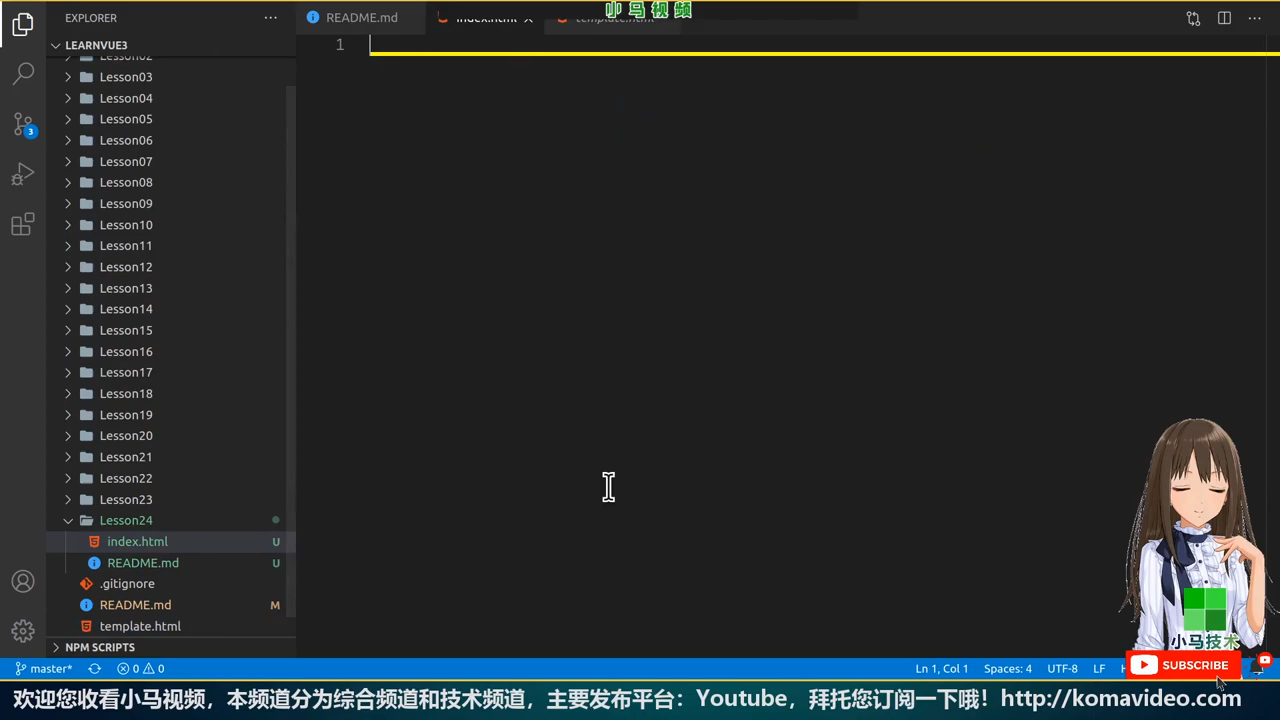 EXPLORER
README.md
index.html
template.html
小马视频
LEARNVUE3
1
Lesson02
Lesson03
Lesson04
Lesson05
Lesson06
Lesson07
Lesson08
Lesson09
Lesson10
Lesson11
Lesson12
Lesson13
Lesson14
Lesson15
Lesson16
Lesson17
Lesson18
Lesson19
Lesson20
Lesson21
Lesson22
Lesson23
Lesson24
index.html U
README.md U
.gitignore
README.md M
template.html
NPM SCRIPTS
3
小马技术
SUBSCRIBE
master* 0 0 Ln 1, Col 1 Spaces: 4 UTF-8 LF
欢迎您收看小马视频，本频道分为综合频道和技术频道，主要发布平台：Youtube，拜托您订阅一下哦！http://komavideo.com